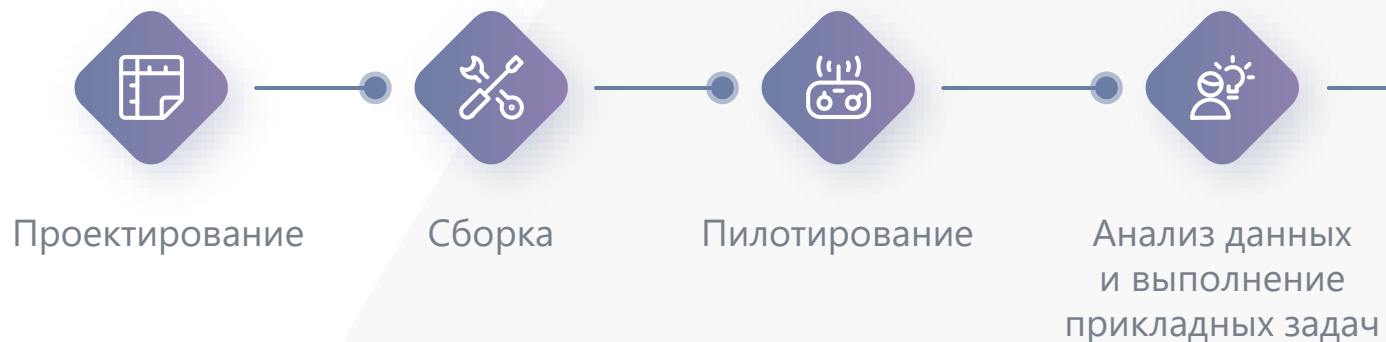 Проектирование
Сборка
Пилотирование
Анализ данных
и выполнение
прикладных задач